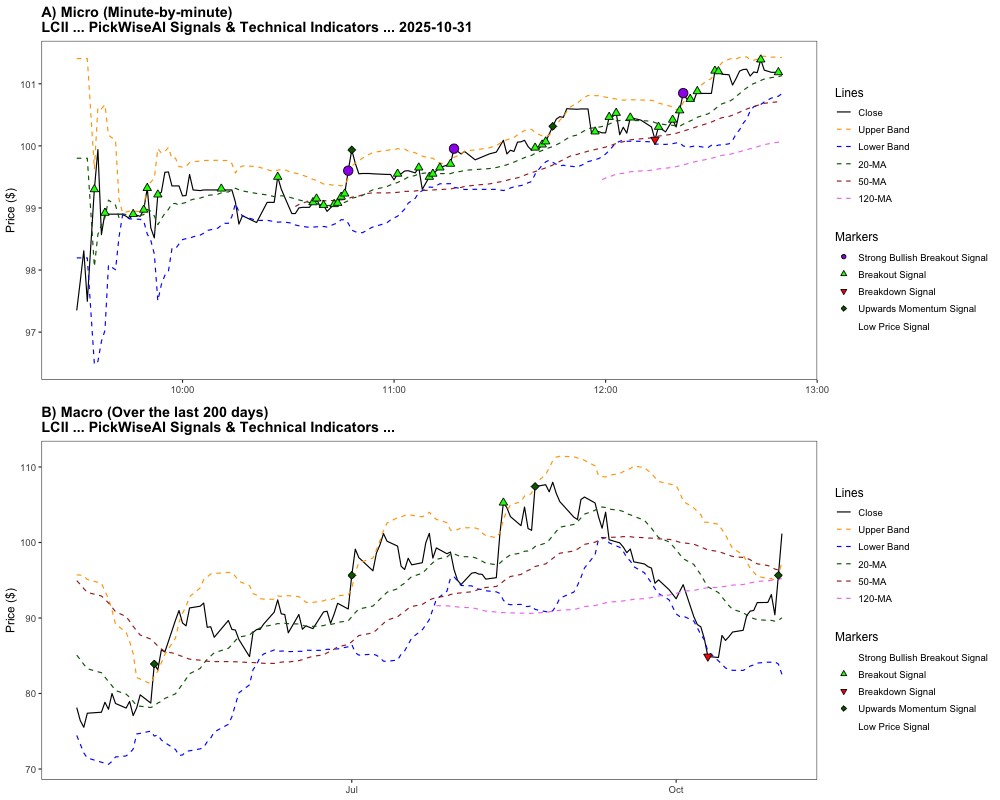 A) Micro (Minute-by-minute)
LCII ... PickWiseAI Signals & Technical Indicators ... 2025-10-31
Price ($)
101
100
99
98
97
10:00
11:00
12:00
13:00
Lines
Close
Upper Band
Lower Band
20-MA
50-MA
120-MA
Markers
Strong Bullish Breakout Signal
Breakout Signal
Breakdown Signal
Upwards Momentum Signal
Low Price Signal
B) Macro (Over the last 200 days)
LCII ... PickWiseAI Signals & Technical Indicators ...
Price ($)
110
100
90
80
70
Jul
Oct
Lines
Close
Upper Band
Lower Band
20-MA
50-MA
120-MA
Markers
Strong Bullish Breakout Signal
Breakout Signal
Breakdown Signal
Upwards Momentum Signal
Low Price Signal